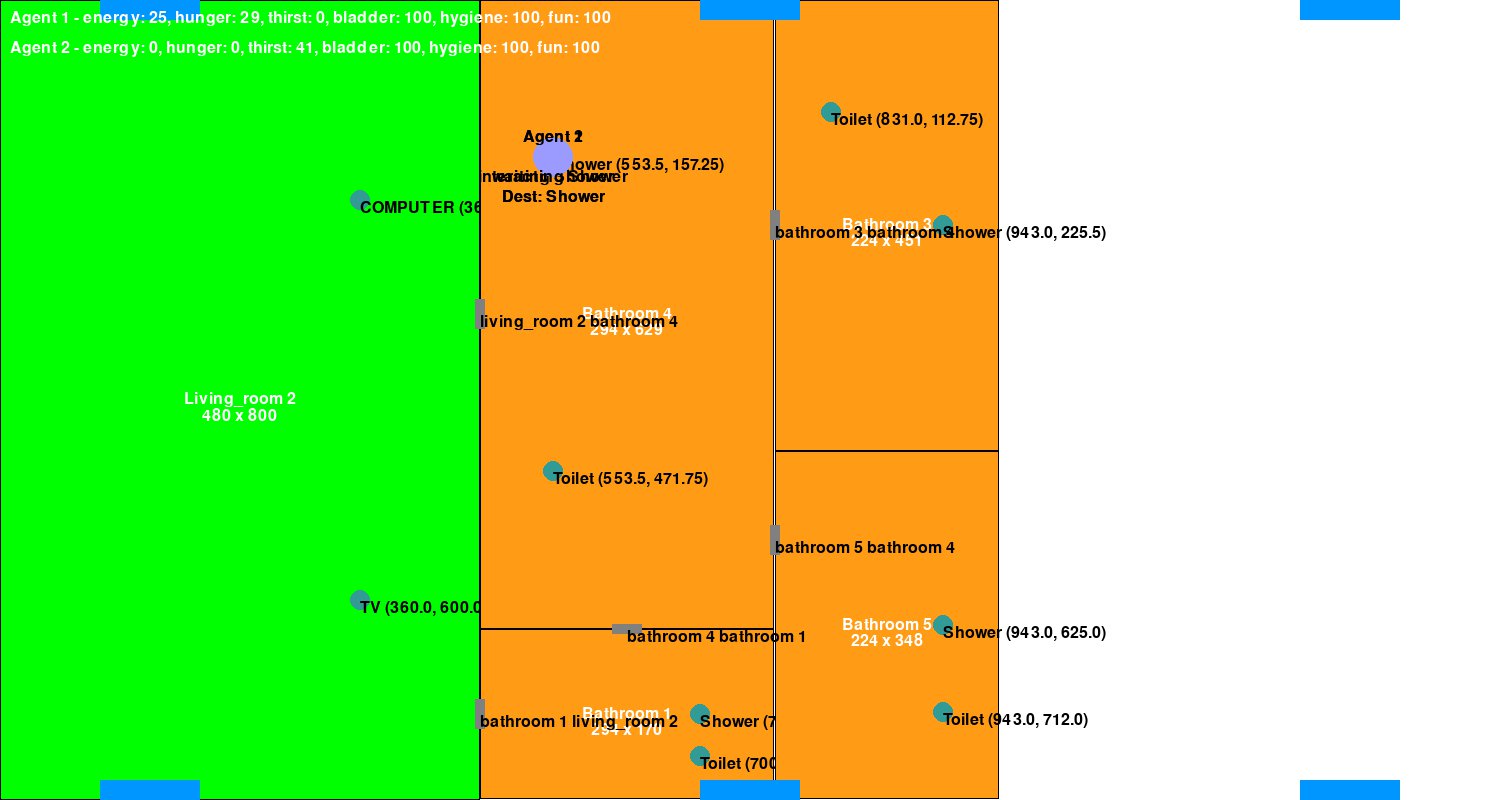 Agent 1 - energy: 25, hunger: 29, thirst: 0, bladder: 100, hygiene: 100, fun: 100
Agent 2 - energy: 0, hunger: 0, thirst: 41, bladder: 100, hygiene: 100, fun: 100
Toilet (831.0, 112.75)
Agent
ower (553.5, 157.25)
Shower
Dest: Shower
COMPUTER (36
Bathroom 3
224 x 451
bathroom 3 bathroom 4
Shower (943.0, 225.5)
Bathroom 4
294 x 629
living_room 2 bathroom 4
Living_room 2
480 x 800
Toilet (553.5, 471.75)
bathroom 5 bathroom 4
TV (360.0, 600.0
Bathroom 5
224 x 348
Shower (943.0, 625.0)
bathroom 4 bathroom 1
Bathroom 1
294 x 170
bathroom 1 living_room 2
Shower (7
Toilet (943.0, 712.0)
Toilet (700